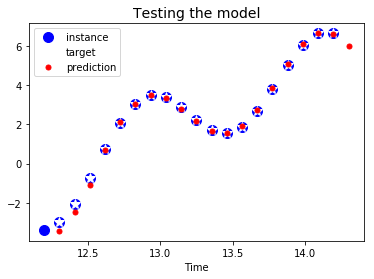 Testing the model
instance
target
prediction
6
4
2
0
−2
12.5 13.0 13.5 14.0
Time